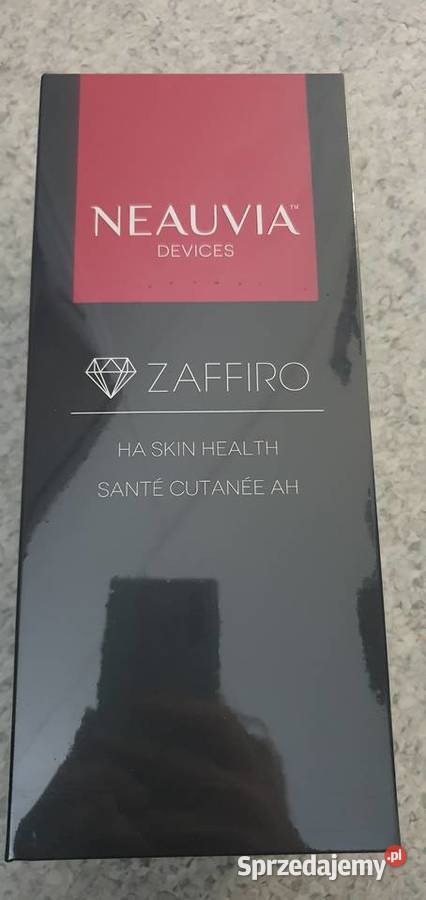 NEAUVIA™
DEVICES
ZAFFIRO
HA SKIN HEALTH
SANTÉ CUTANÉE AH
Sprzedajemy.pl